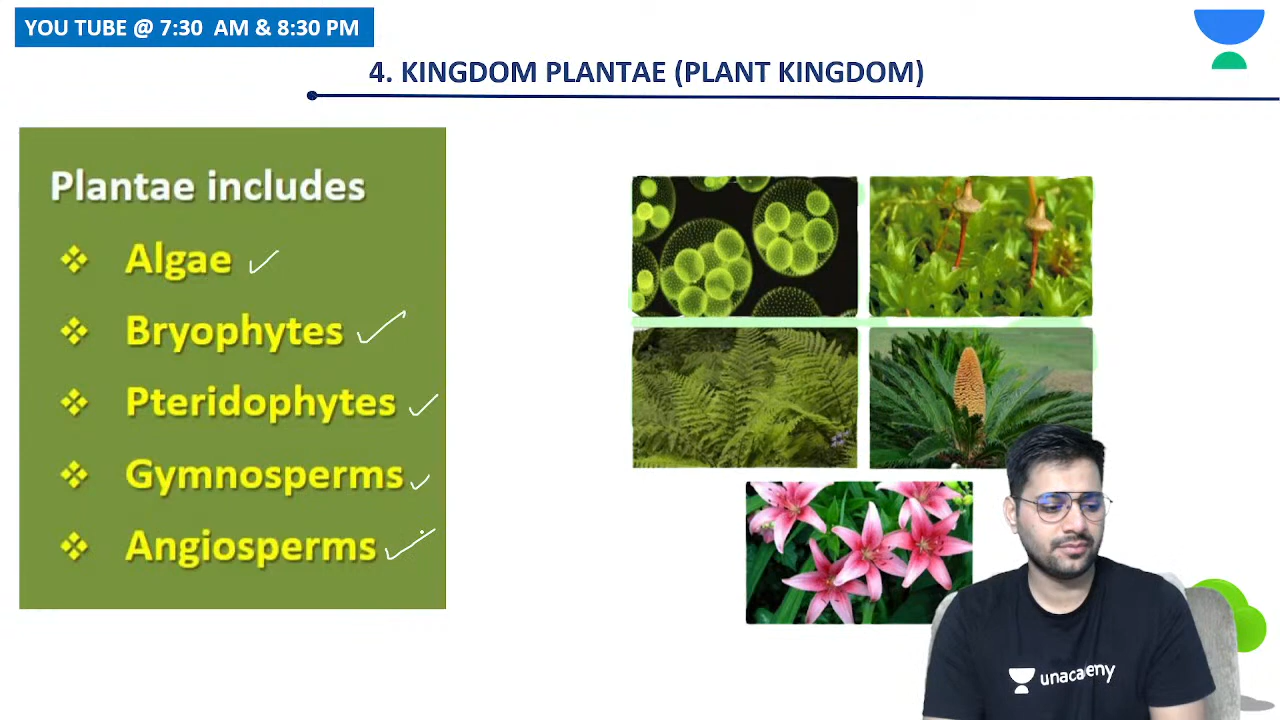 YOU TUBE @ 7:30 AM & 8:30 PM
4. KINGDOM PLANTAE (PLANT KINGDOM)
Plantae includes
Algae
Bryophytes
Pteridophytes
Gymnosperms
Angiosperms
unacademy